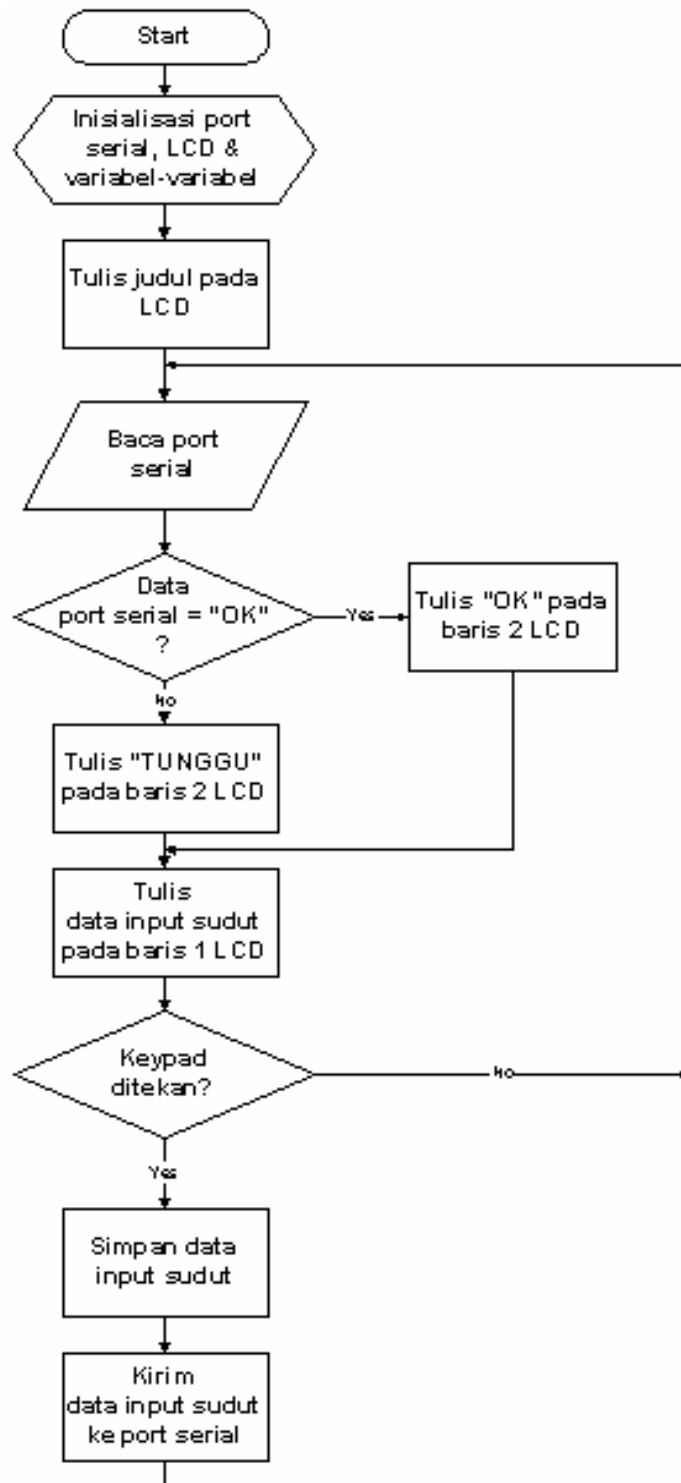 Start
Inisialisasi port
serial, LCD &
variabel-variabel
Tulis judul pada
LCD
Baca port
serial
Data
port serial = "OK"
?
Yes
Tulis "OK" pada
baris 2 LCD
No
Tulis "TUNGGU"
pada baris 2 LCD
Tulis
data input sudut
pada baris 1 LCD
Keypad
ditekan?
No
Yes
Simpan data
input sudut
Kirim
data input sudut
ke port serial